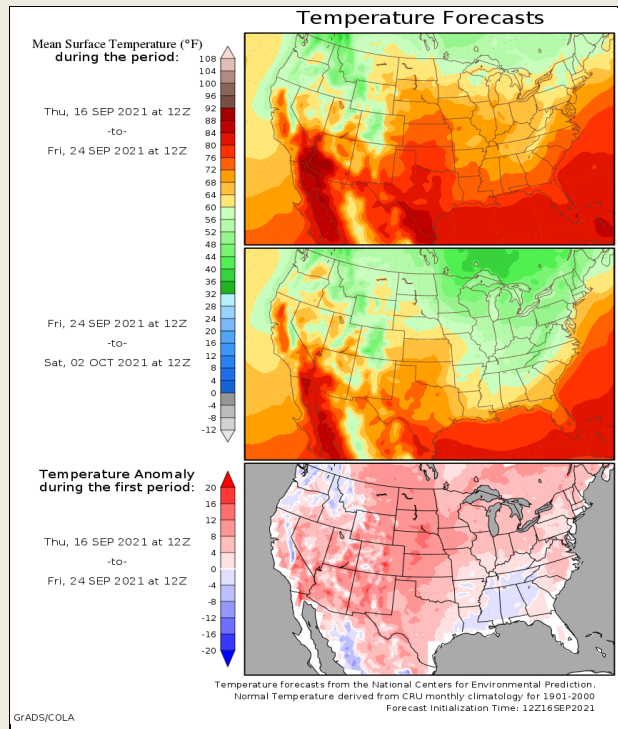 Temperature Forecasts
Mean Surface Temperature (°F)
during the period:
108
104
100
96
92
88
84
80
76
72
68
64
60
56
52
48
44
40
36
32
28
24
20
16
12
8
4
0
-4
-8
-12
Thu, 16 SEP 2021 at 12Z
-to-
Fri, 24 SEP 2021 at 12Z
Fri, 24 SEP 2021 at 12Z
-to-
Sat, 02 OCT 2021 at 12Z
Temperature Anomaly
during the first period:
20
16
12
8
4
0
-4
-8
-12
-16
-20
Thu, 16 SEP 2021 at 12Z
-to-
Fri, 24 SEP 2021 at 12Z
Temperature forecasts from the National Centers for Environmental Prediction.
Normal Temperature derived from CRU monthly climatology for 1901-2000
Forecast Initialization Time: 12Z16SEP2021
GrADS/COLA